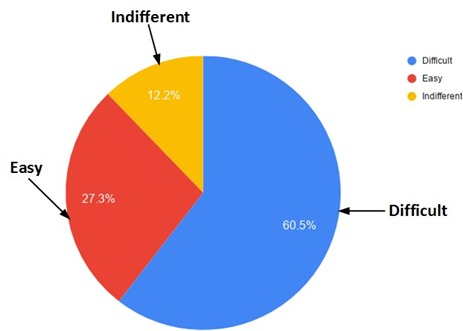 Indifferent
Difficult
Easy
Indifferent
12.2%
Easy
27.3%
Difficult
60.5%